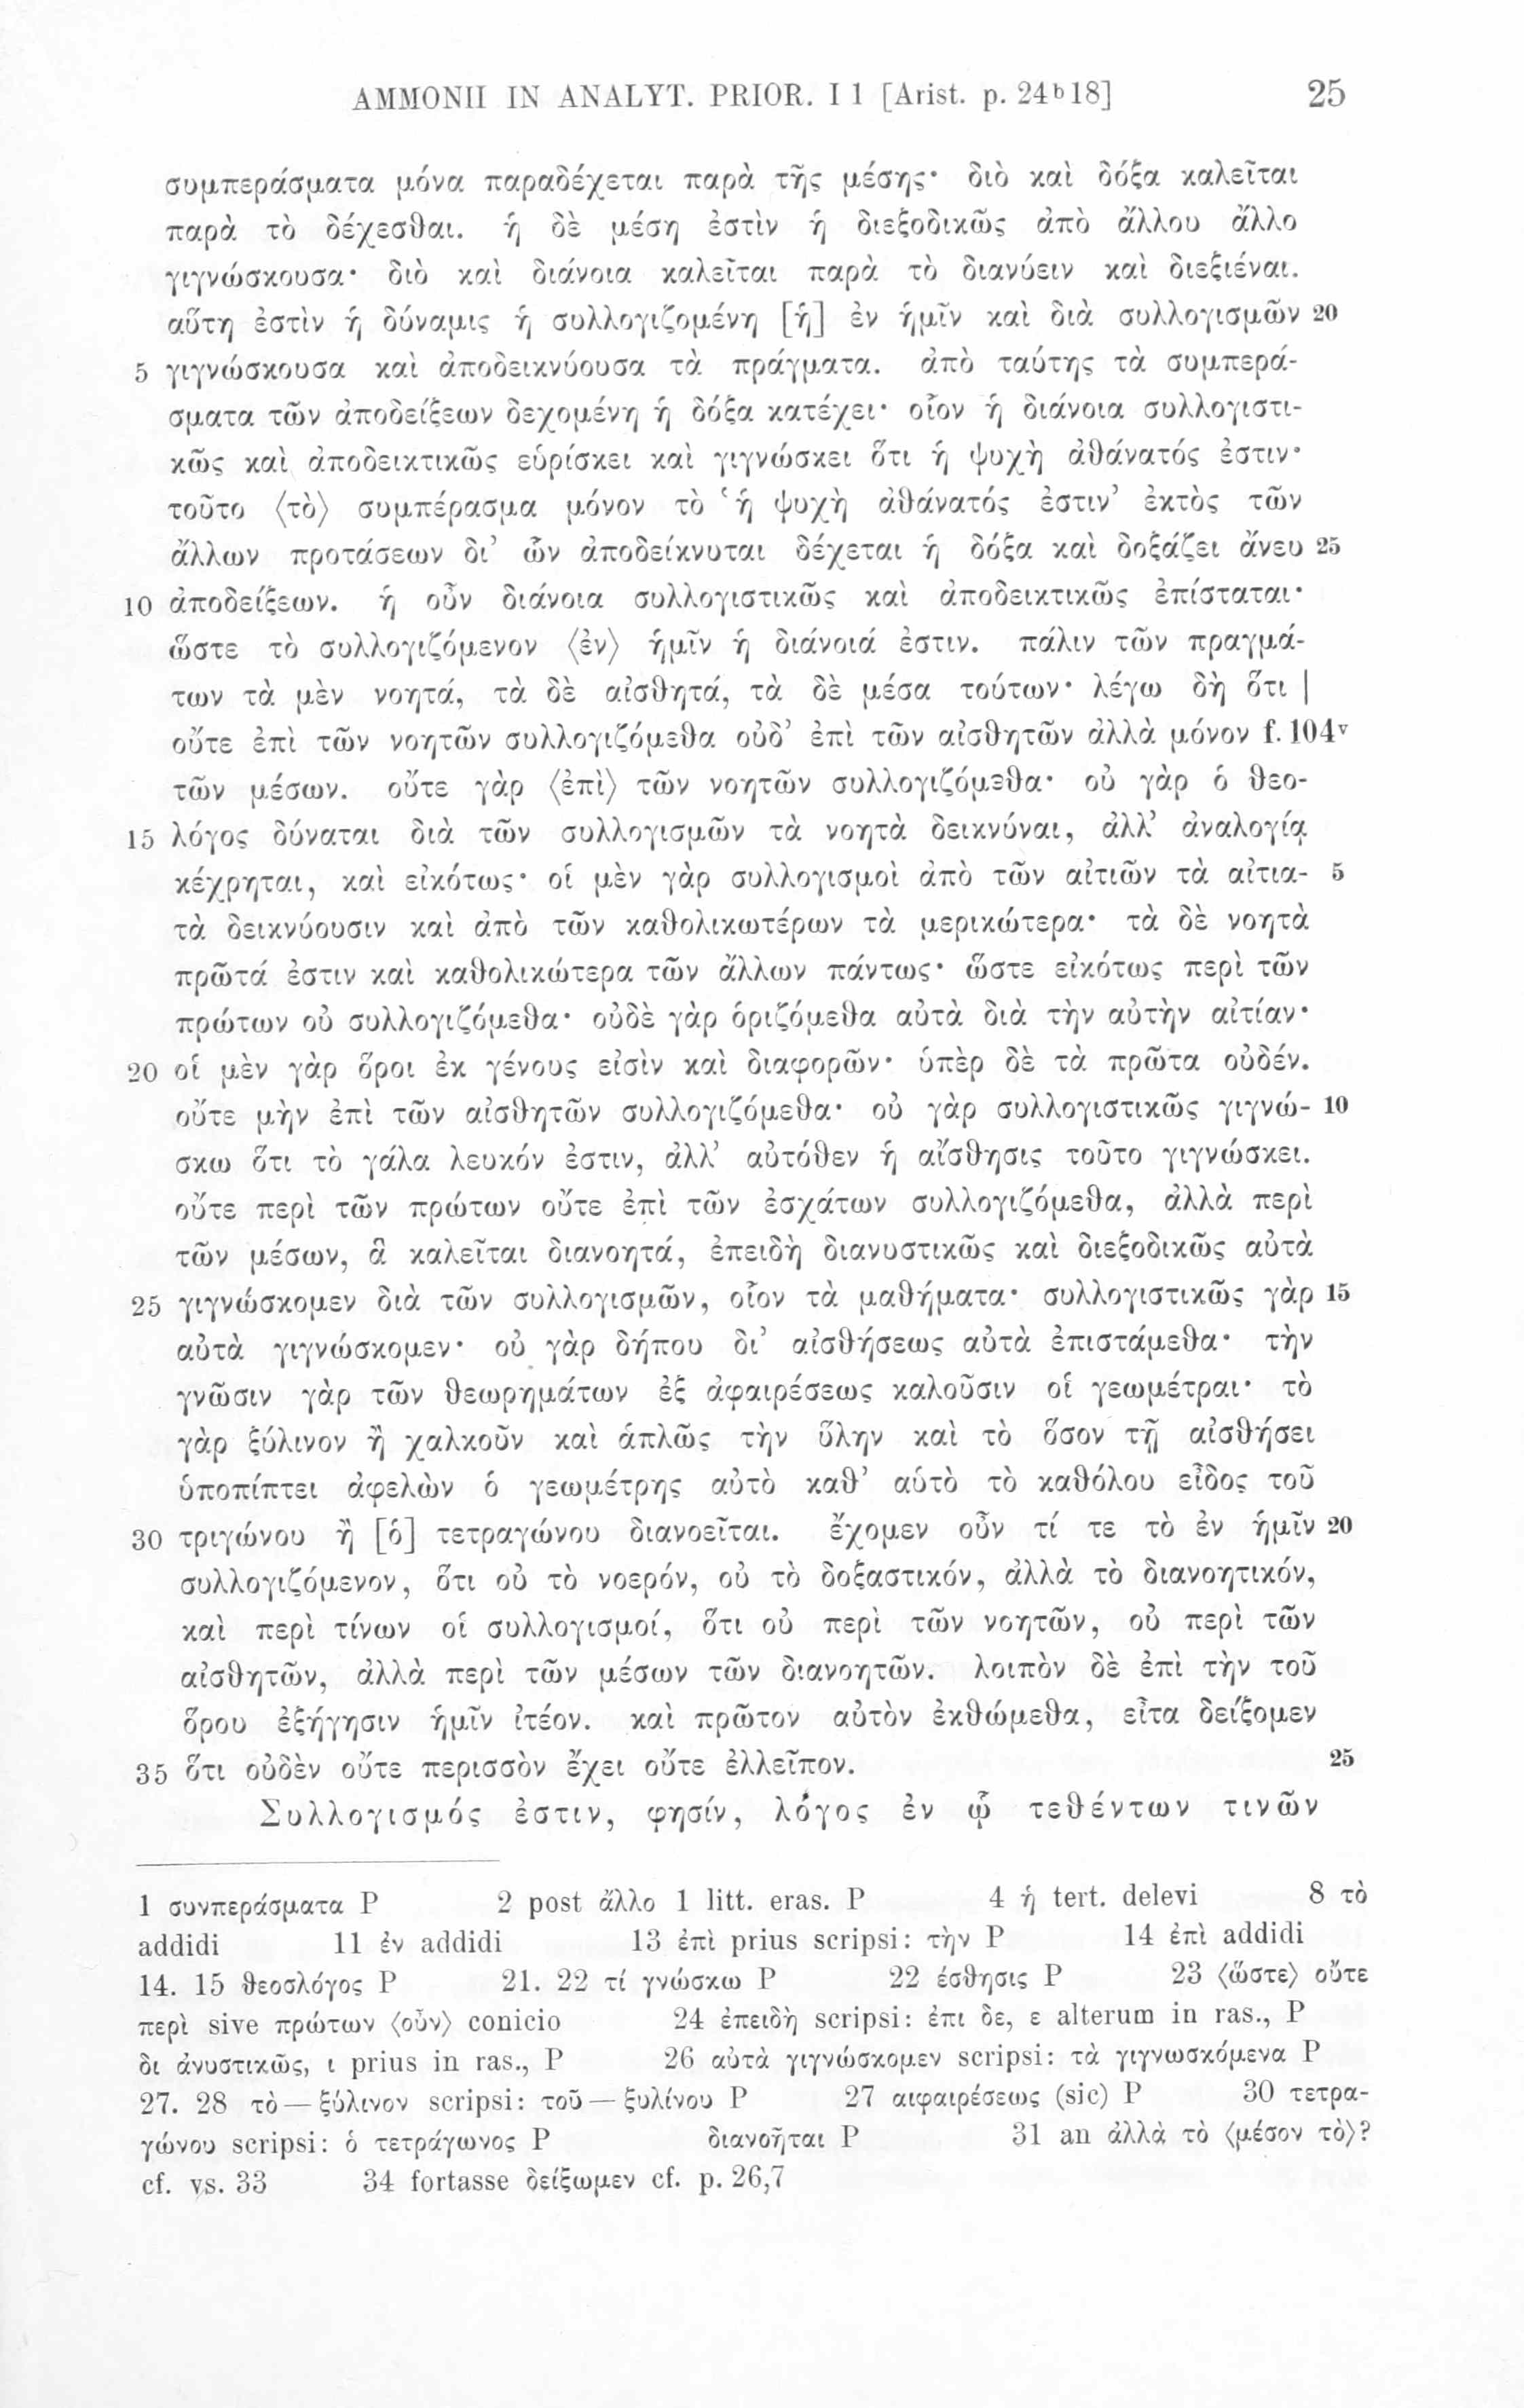 AMMONII IN ANALYT. PRIOR. I 1 [Arist. p. 24ᵇ18] 25
συμπεράσματα μόνα παραδέχεται παρὰ τῆς μέσης· διὸ καὶ δόξα καλεῖται
παρὰ τὸ δέχεσθαι. ἡ δὲ μέση ἐστὶν ἡ διεξοδικῶς ἀπὸ ἄλλου ἄλλο
γιγνώσκουσα· διὸ καὶ διάνοια καλεῖται παρὰ τὸ διανύειν καὶ διεξιέναι.
αὕτη ἐστὶν ἡ δύναμις ἡ συλλογιζομένη [ἡ] ἐν ἡμῖν καὶ διὰ συλλογισμῶν 20
5 γιγνώσκουσα καὶ ἀποδεικνύουσα τὰ πράγματα. ἀπὸ ταύτης τὰ συμπερά-
σματα τῶν ἀποδείξεων δεχομένη ἡ δόξα κατέχει· οἷον ἡ διάνοια συλλογιστι-
κῶς καὶ ἀποδεικτικῶς εὑρίσκει καὶ γιγνώσκει ὅτι ἡ ψυχὴ ἀθάνατός ἐστιν·
τοῦτο ⟨τὸ⟩ συμπέρασμα μόνον τὸ ‘ἡ ψυχὴ ἀθάνατός ἐστιν’ ἐκτὸς τῶν
ἄλλων προτάσεων δι’ ὧν ἀποδείκνυται δέχεται ἡ δόξα καὶ δοξάζει ἄνευ 25
10 ἀποδείξεων. ἡ οὖν διάνοια συλλογιστικῶς καὶ ἀποδεικτικῶς ἐπίσταται·
ὥστε τὸ συλλογιζόμενον ⟨ἐν⟩ ἡμῖν ἡ διάνοιά ἐστιν. πάλιν τῶν πραγμά-
των τὰ μὲν νοητά, τὰ δὲ αἰσθητά, τὰ δὲ μέσα τούτων· λέγω δὴ ὅτι |
οὔτε ἐπὶ τῶν νοητῶν συλλογιζόμεθα οὐδ’ ἐπὶ τῶν αἰσθητῶν ἀλλὰ μόνον f. 104ᵛ
τῶν μέσων. οὔτε γὰρ ⟨ἐπὶ⟩ τῶν νοητῶν συλλογιζόμεθα· οὐ γὰρ ὁ θεο-
15 λόγος δύναται διὰ τῶν συλλογισμῶν τὰ νοητὰ δεικνύναι, ἀλλ’ ἀναλογίᾳ
κέχρηται, καὶ εἰκότως· οἱ μὲν γὰρ συλλογισμοὶ ἀπὸ τῶν αἰτιῶν τὰ αἰτια- 5
τὰ δεικνύουσιν καὶ ἀπὸ τῶν καθολικωτέρων τὰ μερικώτερα· τὰ δὲ νοητὰ
πρῶτά ἐστιν καὶ καθολικώτερα τῶν ἄλλων πάντως· ὥστε εἰκότως περὶ τῶν
πρώτων οὐ συλλογιζόμεθα· οὐδὲ γὰρ ὁριζόμεθα αὐτὰ διὰ τὴν αὐτὴν αἰτίαν·
20 οἱ μὲν γὰρ ὅροι ἐκ γένους εἰσὶν καὶ διαφορῶν· ὑπὲρ δὲ τὰ πρῶτα οὐδέν.
οὔτε μὴν ἐπὶ τῶν αἰσθητῶν συλλογιζόμεθα· οὐ γὰρ συλλογιστικῶς γιγνώ- 10
σκω ὅτι τὸ γάλα λευκόν ἐστιν, ἀλλ’ αὐτόθεν ἡ αἴσθησις τοῦτο γιγνώσκει.
οὔτε περὶ τῶν πρώτων οὔτε ἐπὶ τῶν ἐσχάτων συλλογιζόμεθα, ἀλλὰ περὶ
τῶν μέσων, ἃ καλεῖται διανοητά, ἐπειδὴ διανυστικῶς καὶ διεξοδικῶς αὐτὰ
25 γιγνώσκομεν διὰ τῶν συλλογισμῶν, οἷον τὰ μαθήματα· συλλογιστικῶς γὰρ 15
αὐτὰ γιγνώσκομεν· οὐ γὰρ δήπου δι’ αἰσθήσεως αὐτὰ ἐπιστάμεθα· τὴν
γνῶσιν γὰρ τῶν θεωρημάτων ἐξ ἀφαιρέσεως καλοῦσιν οἱ γεωμέτραι· τὸ
γὰρ ξύλινον ἢ χαλκοῦν καὶ ἁπλῶς τὴν ὕλην καὶ τὸ ὅσον τῇ αἰσθήσει
ὑποπίπτει ἀφελὼν ὁ γεωμέτρης αὐτὸ καθ’ αὑτὸ τὸ καθόλου εἶδος τοῦ
30 τριγώνου ἢ [ὁ] τετραγώνου διανοεῖται. ἔχομεν οὖν τί τε τὸ ἐν ἡμῖν 20
συλλογιζόμενον, ὅτι οὐ τὸ νοερόν, οὐ τὸ δοξαστικόν, ἀλλὰ τὸ διανοητικόν,
καὶ περὶ τίνων οἱ συλλογισμοί, ὅτι οὐ περὶ τῶν νοητῶν, οὐ περὶ τῶν
αἰσθητῶν, ἀλλὰ περὶ τῶν μέσων τῶν διανοητῶν. λοιπὸν δὲ ἐπὶ τὴν τοῦ
ὅρου ἐξήγησιν ἡμῖν ἰτέον. καὶ πρῶτον αὐτὸν ἐκθώμεθα, εἶτα δείξομεν
35 ὅτι οὐδὲν οὔτε περισσὸν ἔχει οὔτε ἐλλεῖπον. 25
Συλλογισμός ἐστιν, φησίν, λόγος ἐν ᾧ τεθέντων τινῶν
1 συνπεράσματα P 2 post ἄλλο 1 litt. eras. P 4 ἡ tert. delevi 8 τὸ
addidi 11 ἐν addidi 13 ἐπὶ prius scripsi: τὴν P 14 ἐπὶ addidi
14. 15 θεοσλόγος P 21. 22 τί γνώσκω P 22 ἐσθησις P 23 ⟨ὥστε⟩ οὔτε
περὶ sive πρώτων ⟨οὖν⟩ conicio 24 ἐπειδὴ scripsi: ἐπι δε, ε alterum in ras., P
δι ἀνυστικῶς, ι prius in ras., P 26 αὐτὰ γιγνώσκομεν scripsi: τὰ γιγνωσκόμενα P
27. 28 τὸ — ξύλινον scripsi: τοῦ — ξυλίνου P 27 αιφαιρέσεως (sic) P 30 τετρα-
γώνου scripsi: ὁ τετράγωνος P διανοῆται P 31 an ἀλλὰ τὸ ⟨μέσον τὸ⟩?
cf. vs. 33 34 fortasse δείξωμεν cf. p. 26,7